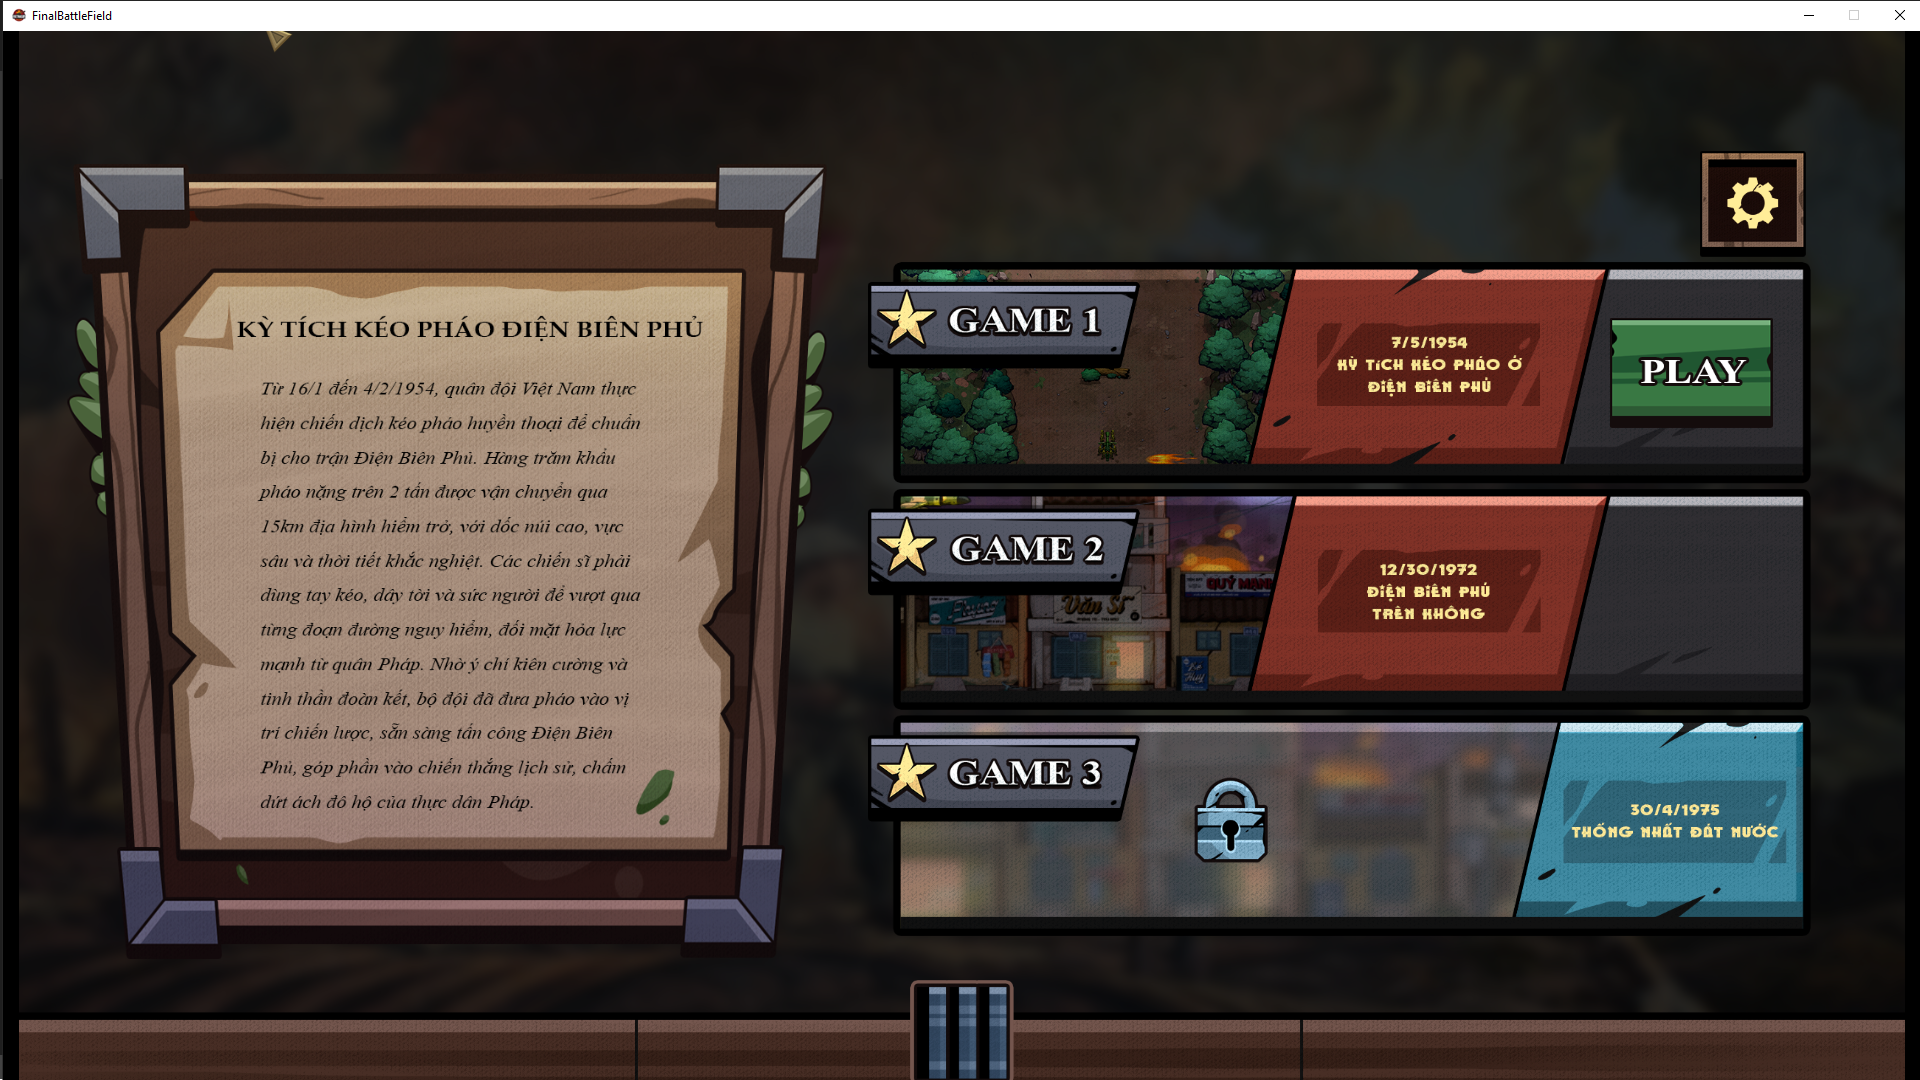 FinalBattleField
KỲ TÍCH KÉO PHÁO ĐIỆN BIÊN PHỦ
Từ 16/1 đến 4/2/1954, quân đội Việt Nam thực
hiện chiến dịch kéo pháo huyền thoại để chuẩn
bị cho trận Điện Biên Phủ. Hàng trăm khẩu
pháo nặng trên 2 tấn được vận chuyển qua
15km địa hình hiểm trở, với dốc núi cao, vực
sâu và thời tiết khắc nghiệt. Các chiến sĩ phải
dùng tay kéo, dây tời và sức người để vượt qua
từng đoạn đường nguy hiểm, đối mặt hỏa lực
mạnh từ quân Pháp. Nhờ ý chí kiên cường và
tinh thần đoàn kết, bộ đội đã đưa pháo vào vị
trí chiến lược, sẵn sàng tấn công Điện Biên
Phủ, góp phần vào chiến thắng lịch sử, chấm
dứt ách đô hộ của thực dân Pháp.
GAME 1
7/5/1954
KỲ TÍCH KÉO PHÁO Ở
ĐIỆN BIÊN PHỦ
PLAY
GAME 2
Văn Sĩ
QUÝ MẠNH
12/30/1972
ĐIỆN BIÊN PHỦ
TRÊN KHÔNG
GAME 3
30/4/1975
THỐNG NHẤT ĐẤT NƯỚC